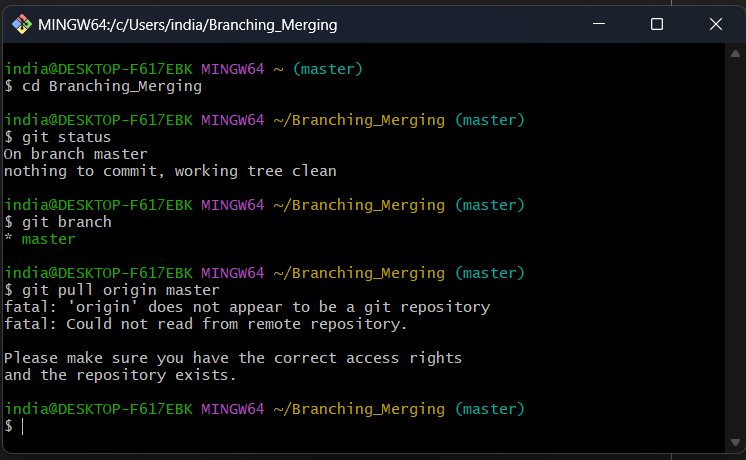 MINGW64:/c/Users/india/Branching_Merging
india@DESKTOP-F617EBK MINGW64 ~ (master)
$ cd Branching_Merging
india@DESKTOP-F617EBK MINGW64 ~/Branching_Merging (master)
$ git status
On branch master
nothing to commit, working tree clean
india@DESKTOP-F617EBK MINGW64 ~/Branching_Merging (master)
$ git branch
* master
india@DESKTOP-F617EBK MINGW64 ~/Branching_Merging (master)
$ git pull origin master
fatal: 'origin' does not appear to be a git repository
fatal: Could not read from remote repository.
Please make sure you have the correct access rights
and the repository exists.
india@DESKTOP-F617EBK MINGW64 ~/Branching_Merging (master)
$